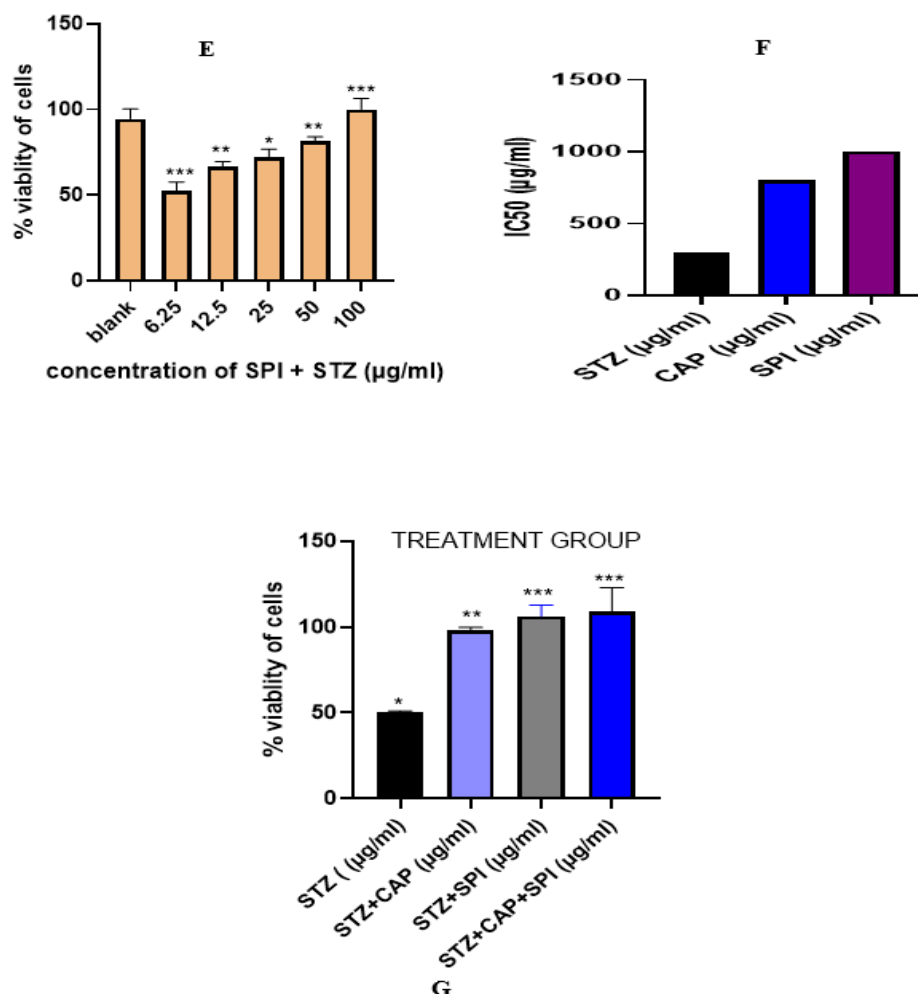 E
% viablity of cells
150
100
50
0
***
**
*
**
***
blank
6.25
12.5
25
50
100
concentration of SPI + STZ (µg/ml)
F
IC50 (µg/ml)
1500
1000
500
0
STZ (µg/ml)
CAP (µg/ml)
SPI (µg/ml)
TREATMENT GROUP
% viablity of cells
150
100
50
0
*
**
***
***
STZ ( (µg/ml)
STZ+CAP (µg/ml)
STZ+SPI (µg/ml)
STZ+CAP+SPI (µg/ml)
G